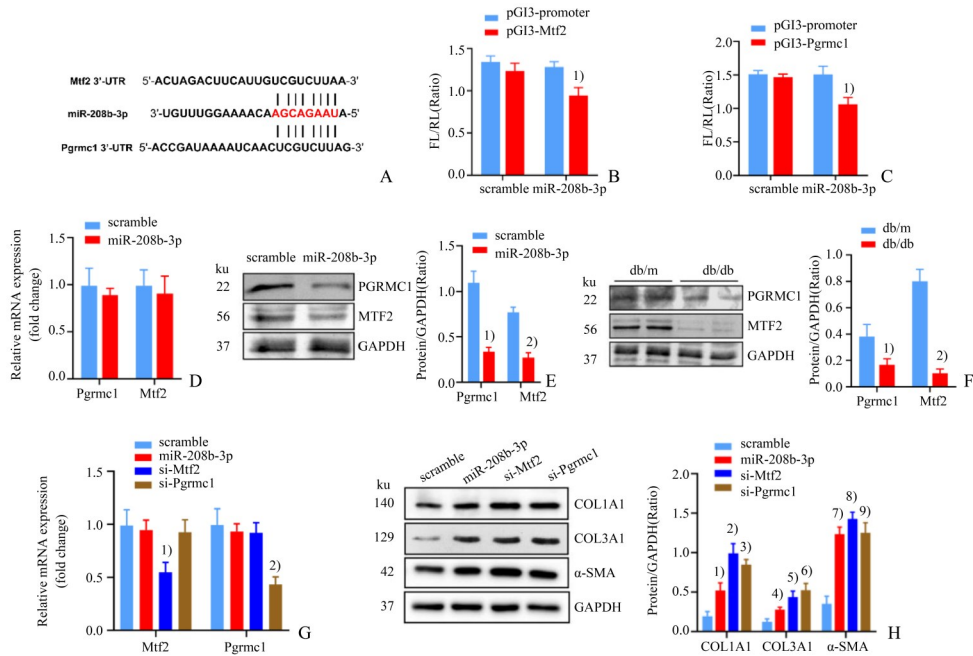 Mtf2 3'-UTR 5'-ACUAGACUUCAUUGUCGUCUUAA-3'
miR-208b-3p 3'-UGUUUGGAAAACAAGCAGAAUA-5'
Pgrmc1 3'-UTR 5'-ACCGAUAAAAUCAACUCGUCUUAG-3'
A
pGI3-promoter
pGI3-Mtf2
FL/RL(Ratio)
1.5
1.0
0.5
0.0
1)
scramble miR-208b-3p
B
pGI3-promoter
pGI3-Pgrmc1
FL/RL(Ratio)
2.0
1.5
1.0
0.5
0.0
1)
scramble miR-208b-3p
C
scramble
miR-208b-3p
Relative mRNA expression
(fold change)
1.5
1.0
0.5
0.0
Pgrmc1 Mtf2
D
scramble miR-208b-3p
ku
22 PGRMC1
56 MTF2
37 GAPDH
scramble
miR-208b-3p
Protein/GAPDH(Ratio)
1.5
1.0
0.5
0.0
1) 2)
Pgrmc1 Mtf2
E
db/m db/db
ku
22 PGRMC1
56 MTF2
37 GAPDH
db/m
db/db
Protein/GAPDH(Ratio)
1.0
0.8
0.6
0.4
0.2
0.0
1) 2)
Pgrmc1 Mtf2
F
scramble
miR-208b-3p
si-Mtf2
si-Pgrmc1
Relative mRNA expression
(fold change)
1.5
1.0
0.5
0.0
1) 2)
Mtf2 Pgrmc1
G
scramble miR-208b-3p si-Mtf2 si-Pgrmc1
ku
140 COL1A1
129 COL3A1
42 α-SMA
37 GAPDH
scramble
miR-208b-3p
si-Mtf2
si-Pgrmc1
Protein/GAPDH(Ratio)
2.0
1.5
1.0
0.5
0.0
1) 2) 3) 4) 5) 6) 7) 8) 9)
COL1A1 COL3A1 α-SMA
H